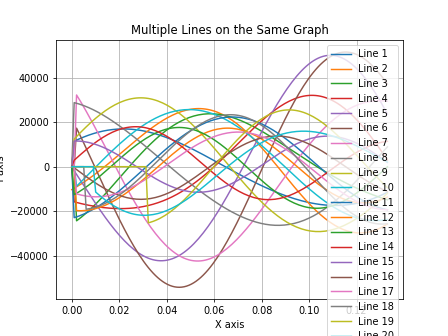 Multiple Lines on the Same Graph
40000
20000
0
−20000
−40000
0.00
0.02
0.04
0.06
0.08
0.10
X axis
axis
Line 1
Line 2
Line 3
Line 4
Line 5
Line 6
Line 7
Line 8
Line 9
Line 10
Line 11
Line 12
Line 13
Line 14
Line 15
Line 16
Line 17
Line 18
Line 19
Line 20